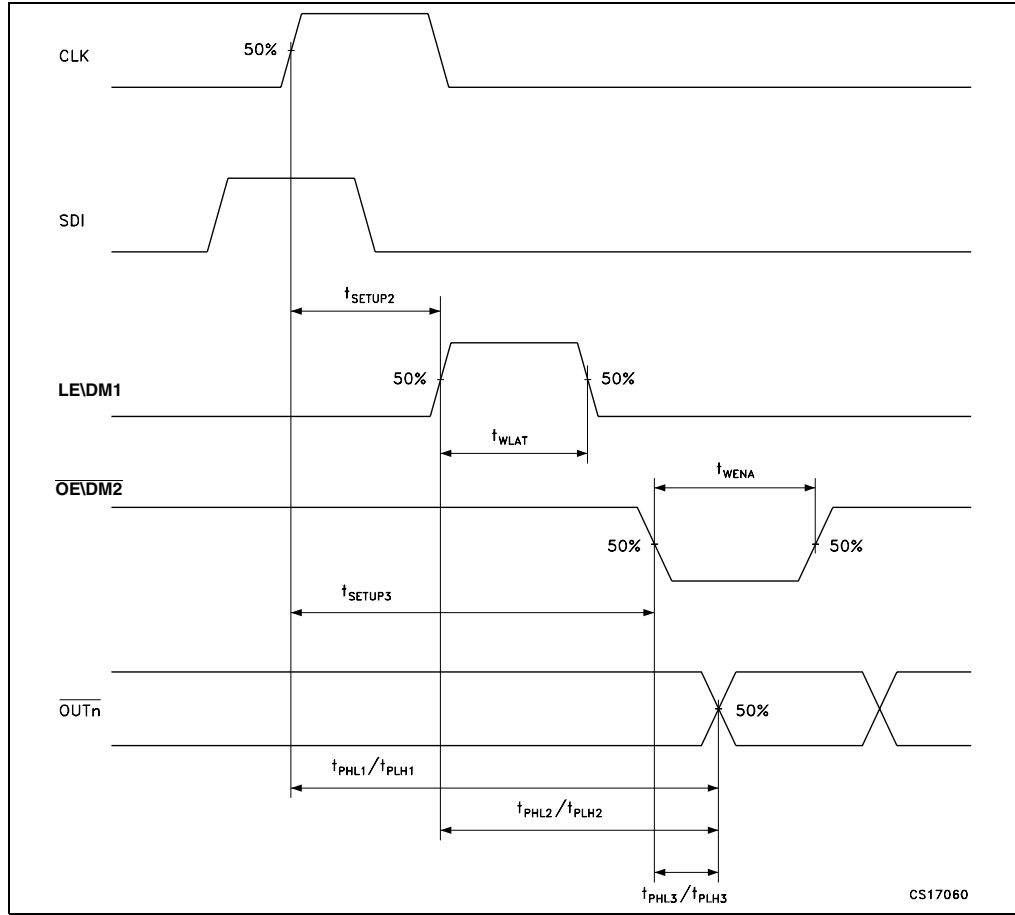 CLK
50%
SDI
tSETUP2
LE\DM1
50%
50%
tWLAT
OE\DM2
tWENA
50%
50%
tSETUP3
OUTn
50%
tPHL1/tPLH1
tPHL2/tPLH2
tPHL3/tPLH3
CS17060